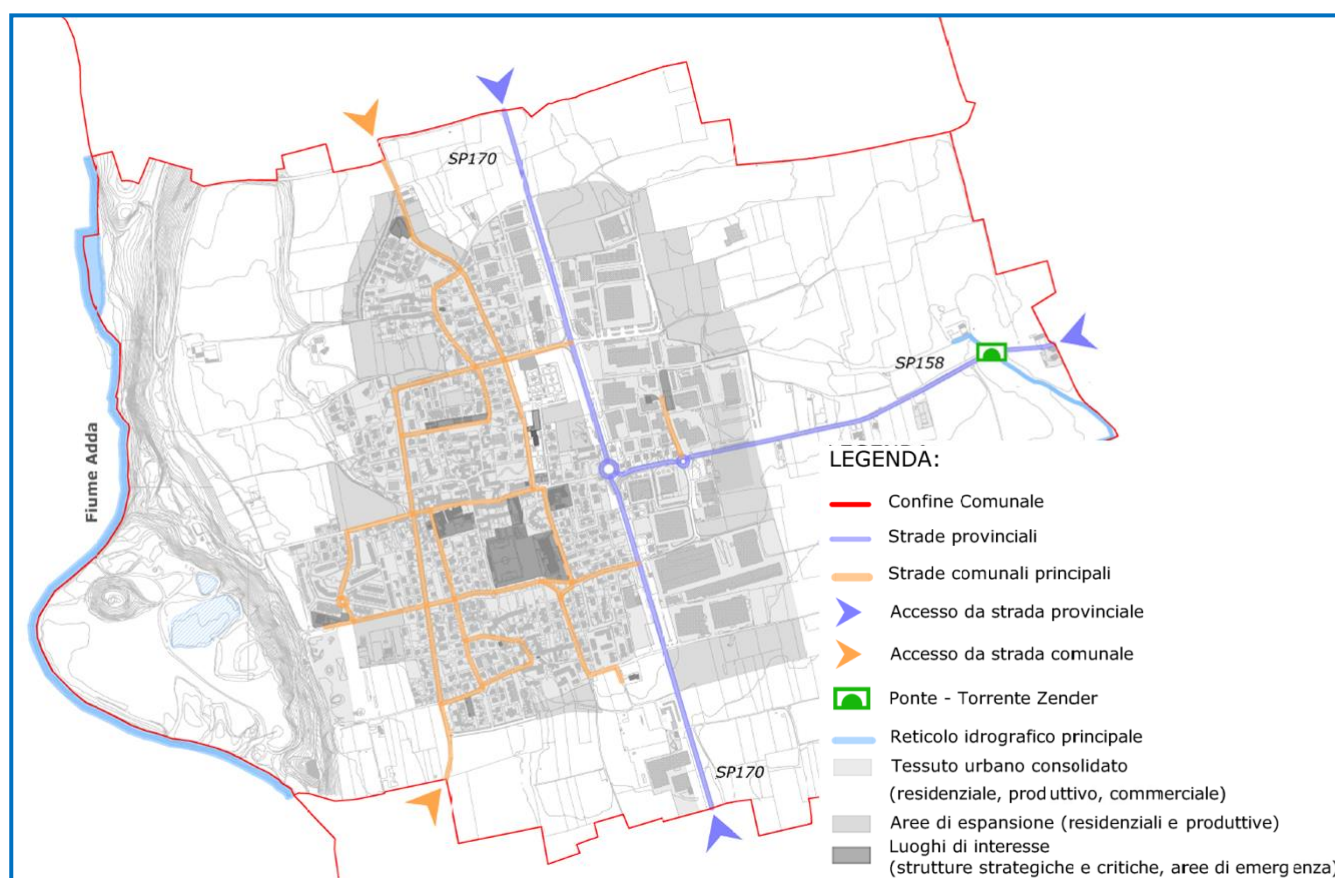 SP170
SP158
Fiume Adda
SP170
LEGENDA:
Confine Comunale
Strade provinciali
Strade comunali principali
Accesso da strada provinciale
Accesso da strada comunale
Ponte - Torrente Zender
Reticolo idrografico principale
Tessuto urbano consolidato
(residenziale, produttivo, commerciale)
Aree di espansione (residenziali e produttive)
Luoghi di interesse
(strutture strategiche e critiche, aree di emergenza)